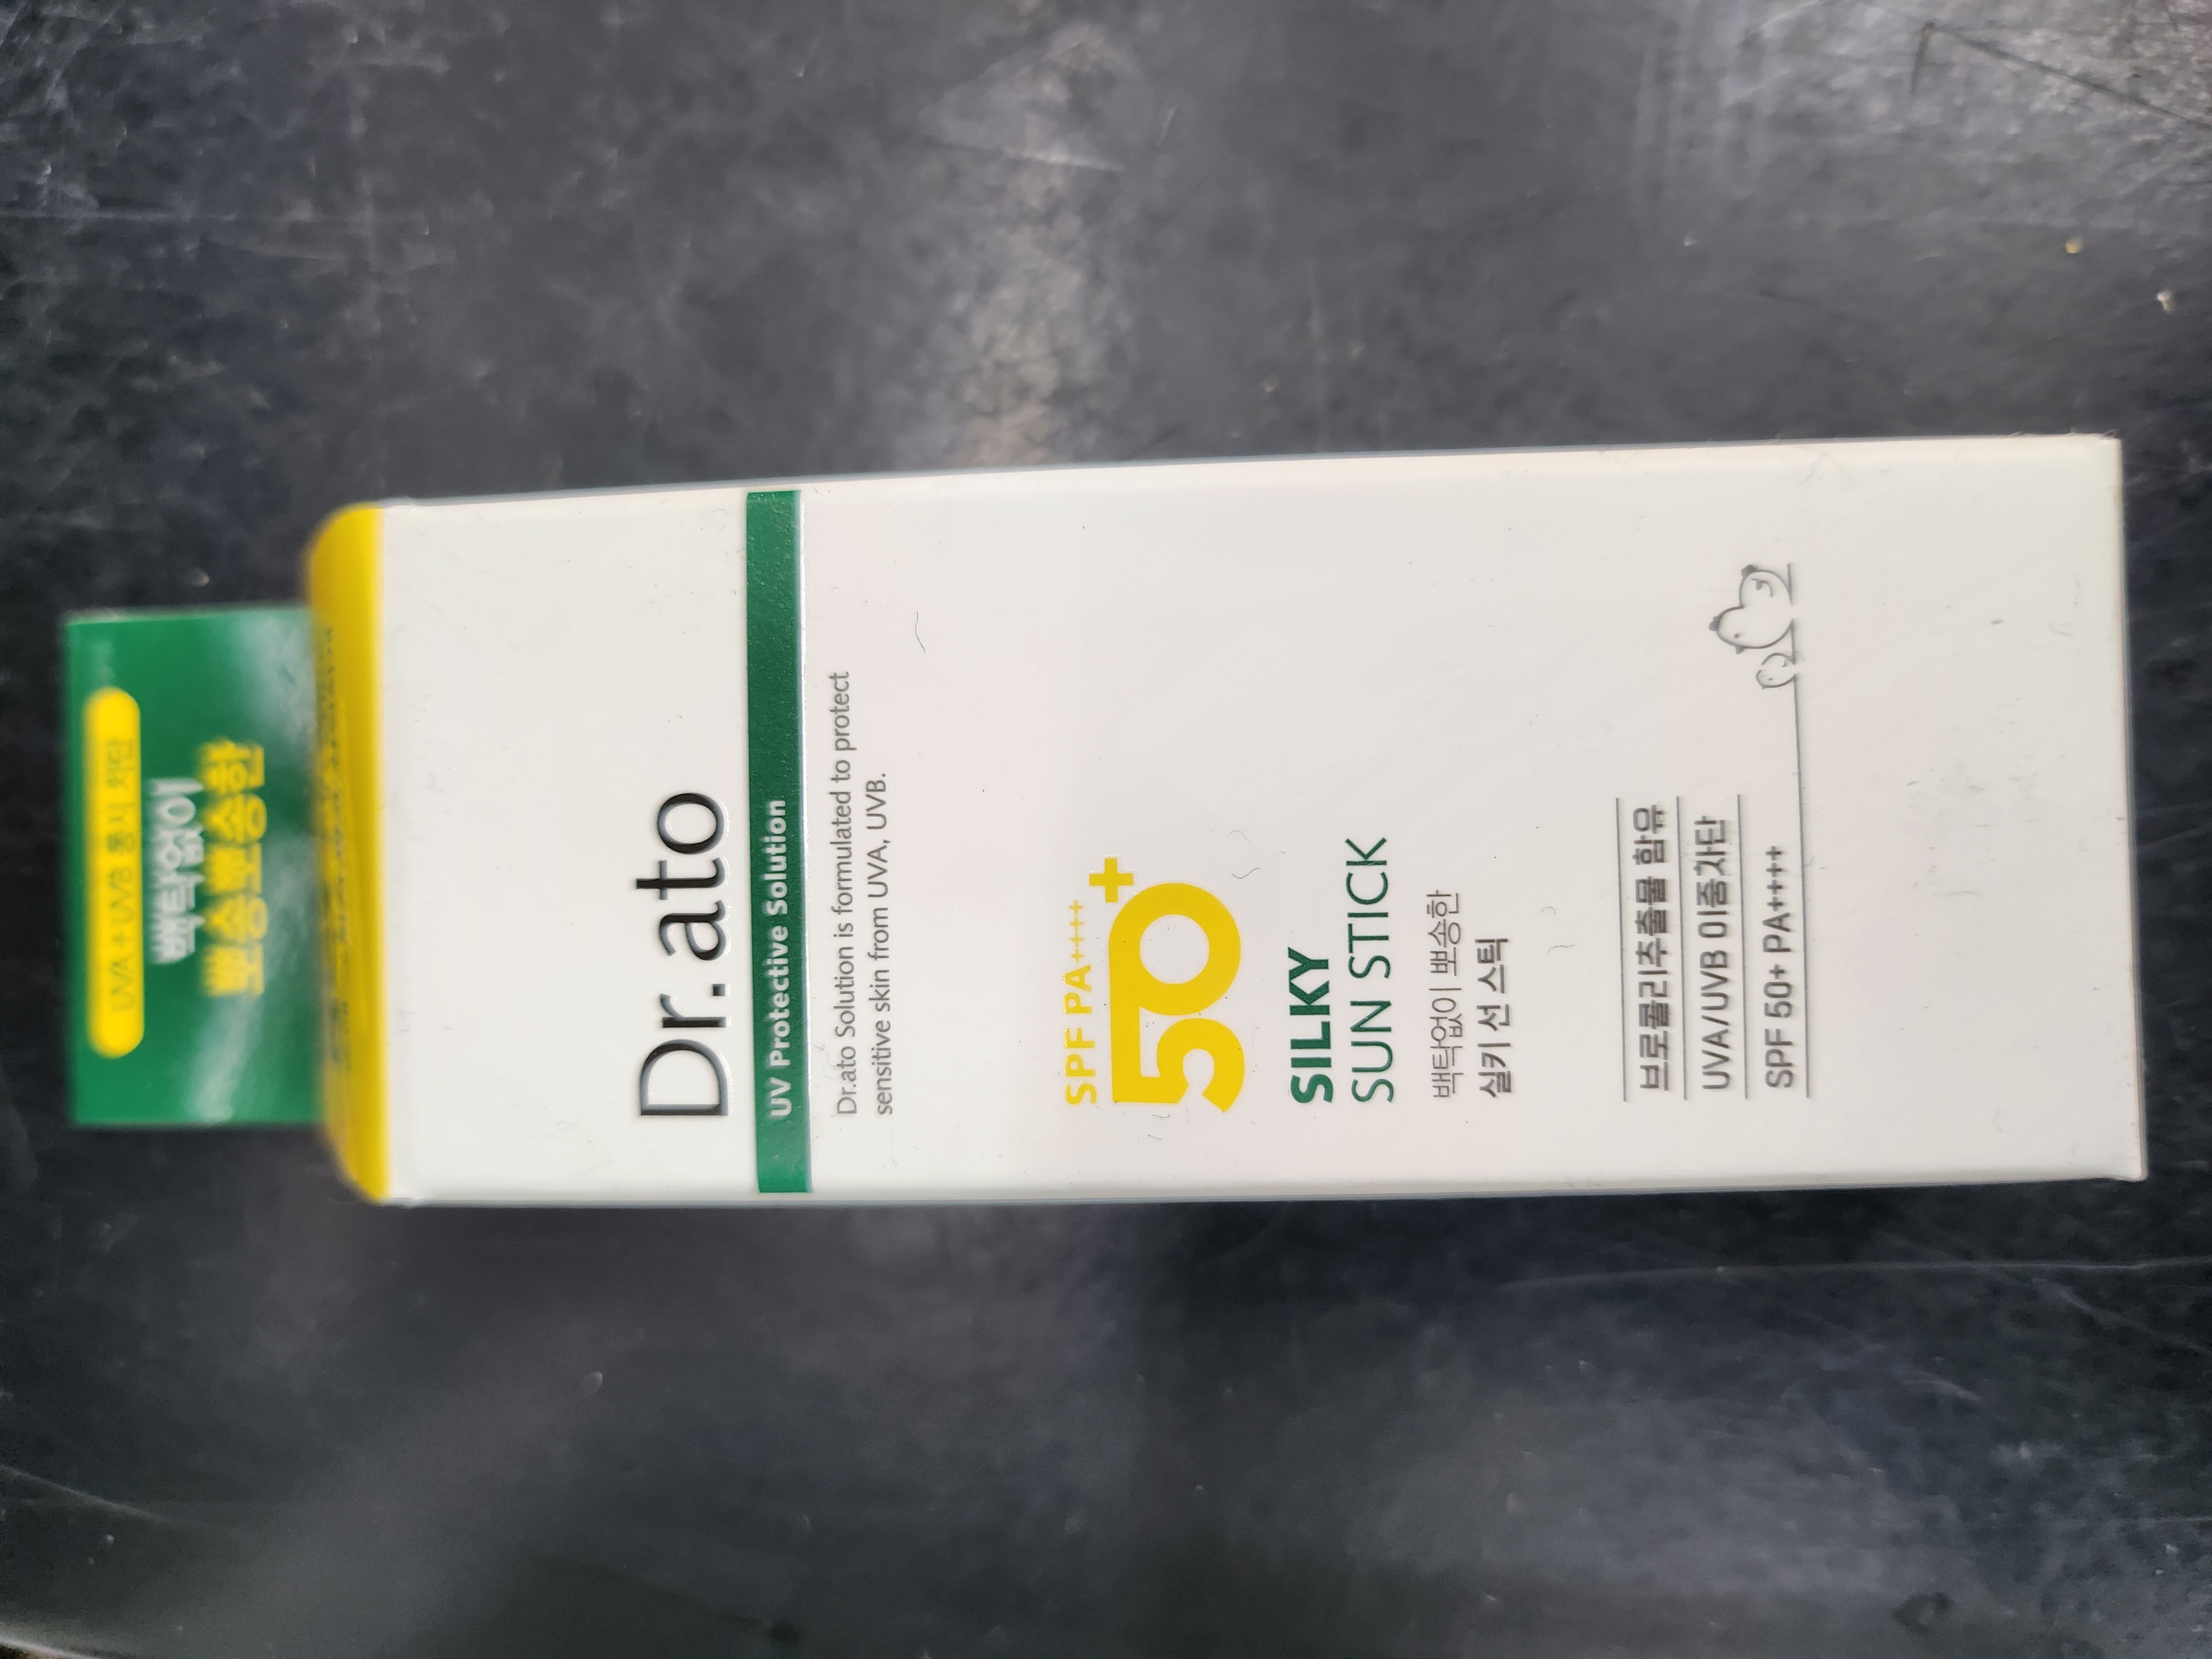 UVA+UVB 동시 차단
백탁없이
뽀송뽀송한
Dr.ato
UV Protective Solution
Dr.ato Solution is formulated to protect
sensitive skin from UVA, UVB.
SPF PA++++
50+
SILKY
SUN STICK
백탁없이 뽀송한
실키 선 스틱
브로콜리추출물 함유
UVA/UVB 이중차단
SPF 50+ PA++++